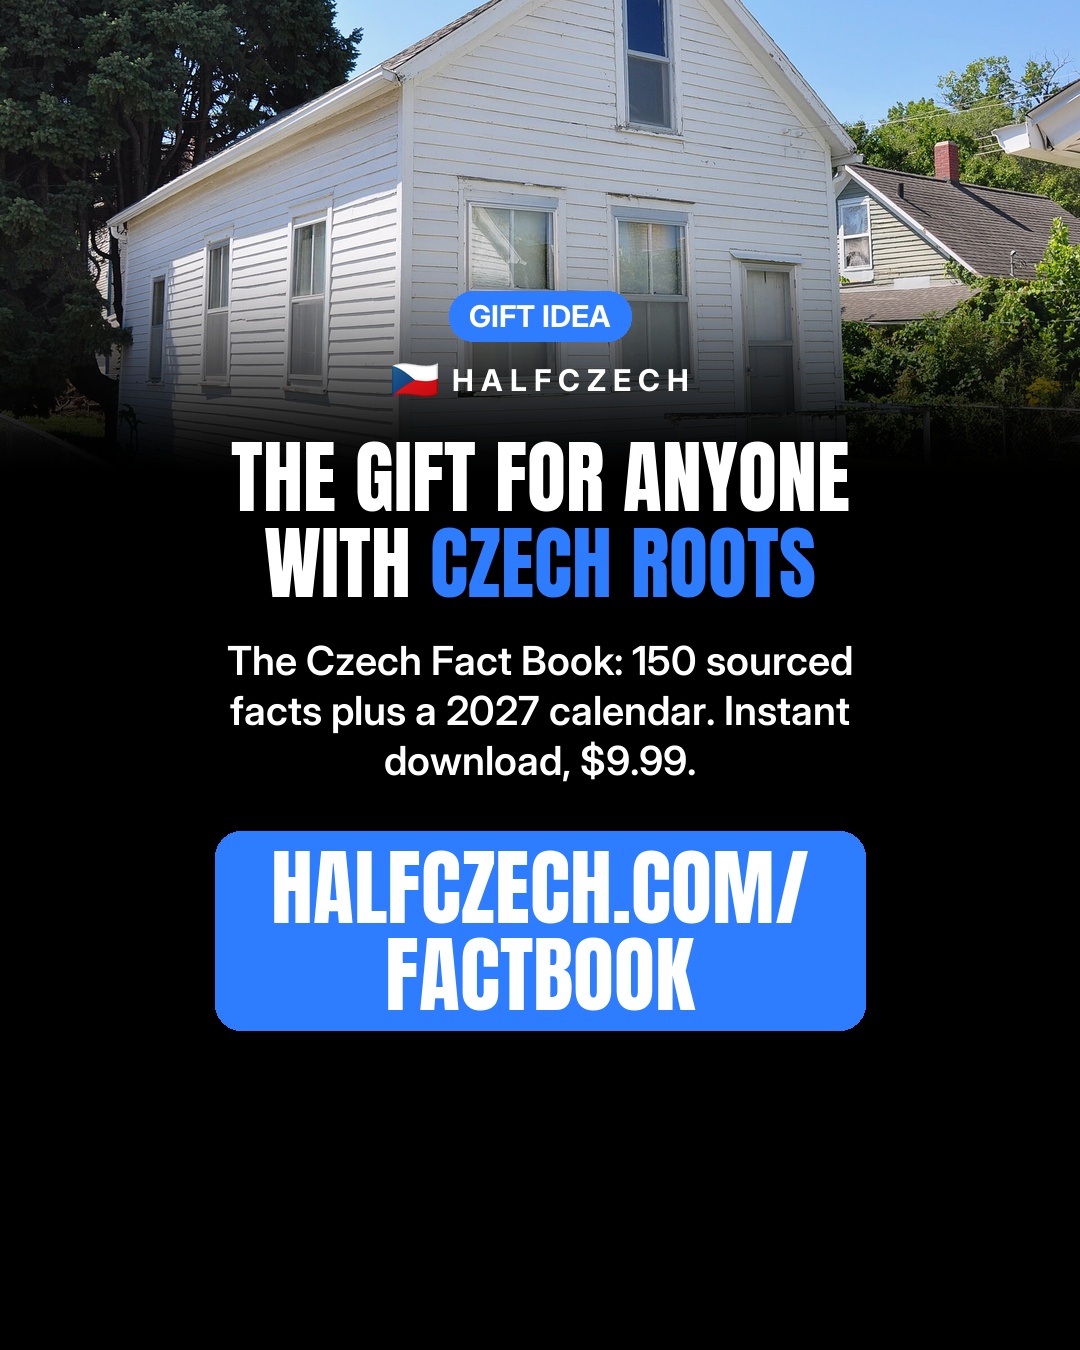 GIFT IDEA
HALFCZECH
THE GIFT FOR ANYONE
WITH CZECH ROOTS
The Czech Fact Book: 150 sourced
facts plus a 2027 calendar. Instant
download, $9.99.
HALFCZECH.COM/
FACTBOOK